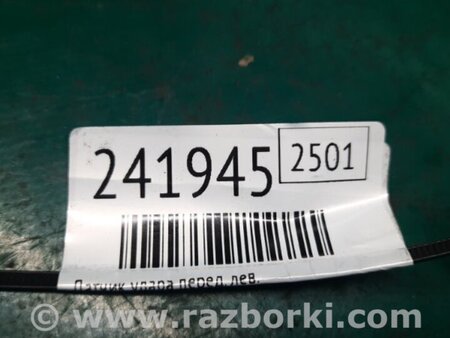 241945 2501
Датчик удара перед. лев.
www.razborki.com